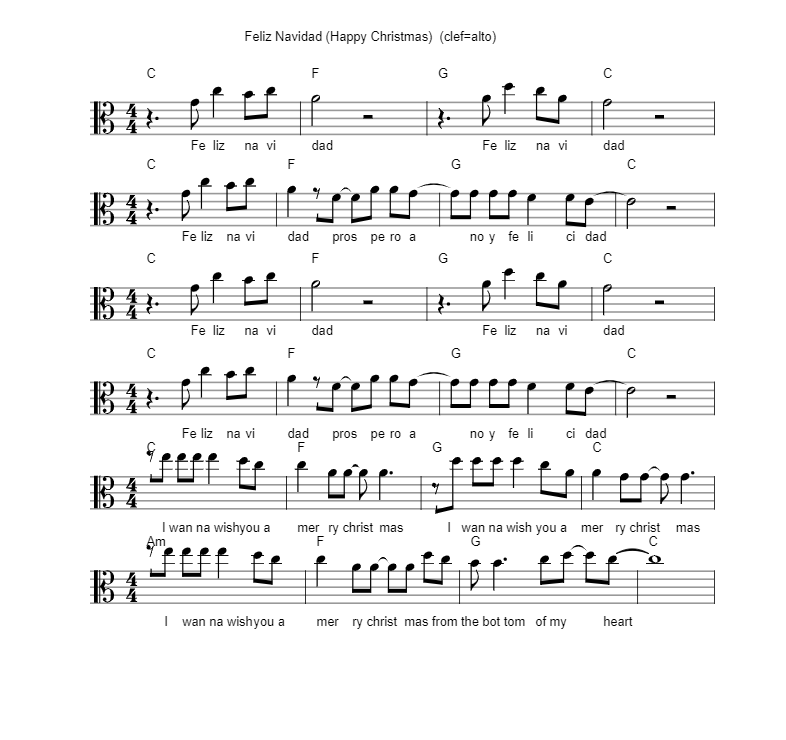 Feliz Navidad (Happy Christmas) (clef=alto)
C F G C
Fe liz na vi dad Fe liz na vi dad
C F G C
Fe liz na vi dad pros pe ro a no y fe li ci dad
C F G C
Fe liz na vi dad Fe liz na vi dad
C F G C
Fe liz na vi dad pros pe ro a no y fe li ci dad
C F G C
I wan na wish you a mer ry christ mas I wan na wish you a mer ry christ mas
Am F G C
I wan na wish you a mer ry christ mas from the bot tom of my heart